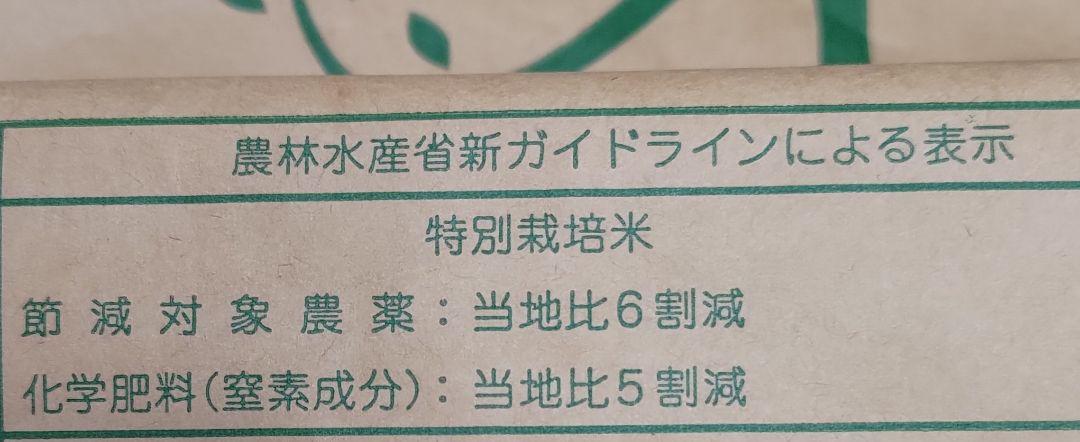 農林水産省新ガイドラインによる表示
特別栽培米
節減対象農薬：当地比6割減
化学肥料(窒素成分)：当地比5割減